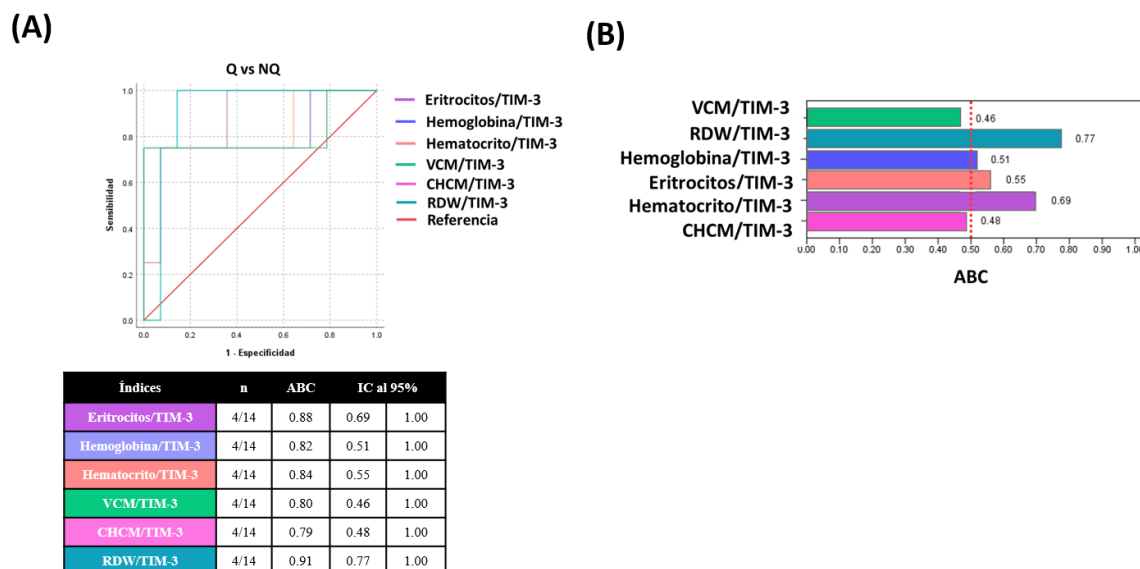 (A)
Q vs NQ
1.0
0.8
0.6
0.4
0.2
0.0
0.0 0.2 0.4 0.6 0.8 1.0
Sensibilidad
1 - Especificidad
Eritrocitos/TIM-3
Hemoglobina/TIM-3
Hematocrito/TIM-3
VCM/TIM-3
CHCM/TIM-3
RDW/TIM-3
Referencia
Índices n ABC IC al 95%
Eritrocitos/TIM-3 4/14 0.88 0.69 1.00
Hemoglobina/TIM-3 4/14 0.82 0.51 1.00
Hematocrito/TIM-3 4/14 0.84 0.55 1.00
VCM/TIM-3 4/14 0.80 0.46 1.00
CHCM/TIM-3 4/14 0.79 0.48 1.00
RDW/TIM-3 4/14 0.91 0.77 1.00
(B)
VCM/TIM-3 0.46
RDW/TIM-3 0.77
Hemoglobina/TIM-3 0.51
Eritrocitos/TIM-3 0.55
Hematocrito/TIM-3 0.69
CHCM/TIM-3 0.48
0.00 0.10 0.20 0.30 0.40 0.50 0.60 0.70 0.80 0.90 1.0
ABC